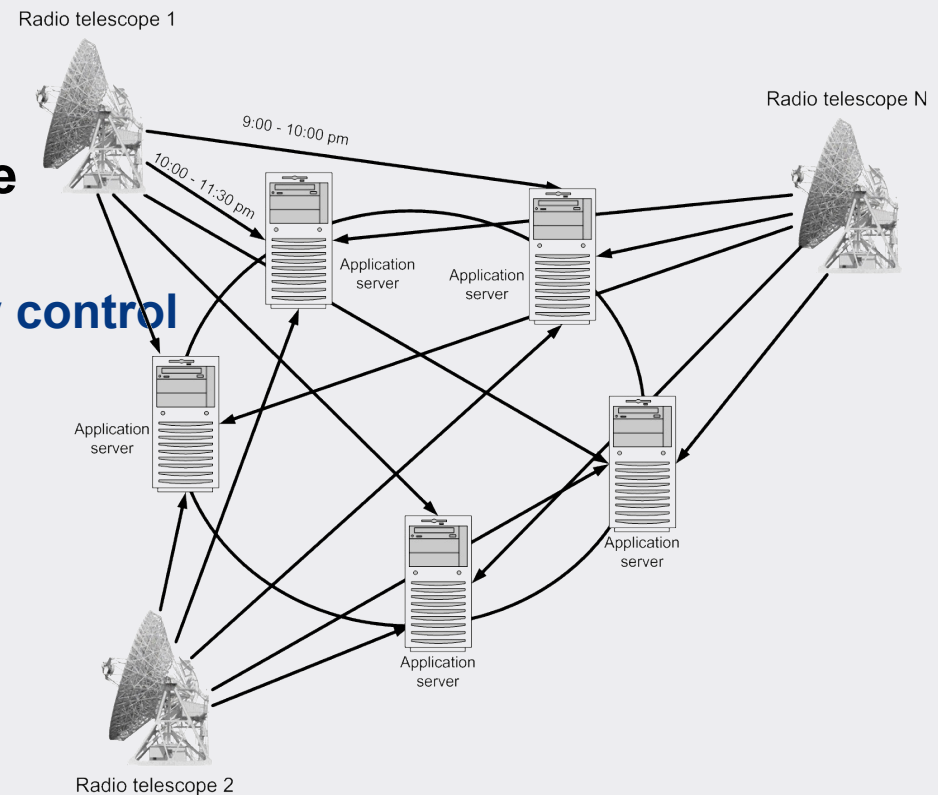 Radio telescope 1
Radio telescope N
9:00 - 10:00 pm
e
10:00 - 11:30 pm
Application
server
Application
server
control
Application
server
Application
server
Application
server
Radio telescope 2